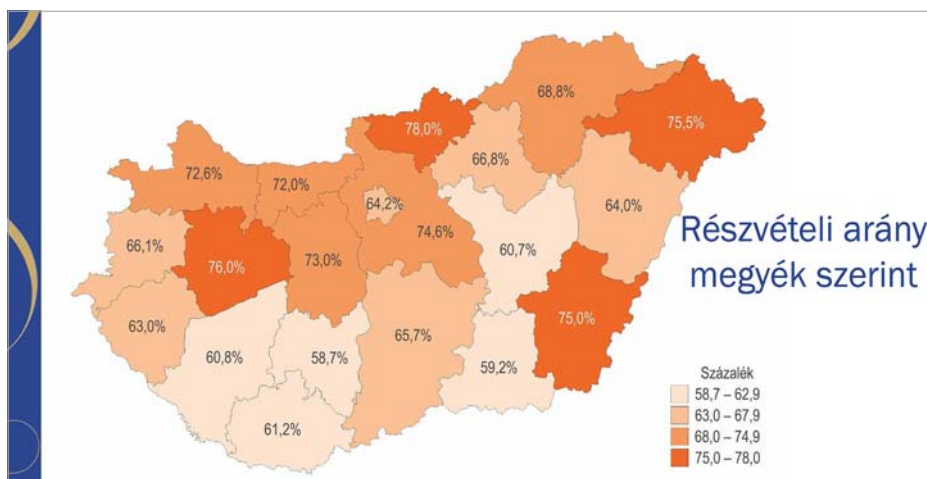 68,8%
75,5%
78,0%
66,8%
72,6%
72,0%
64,2%
64,0%
74,6%
66,1%
76,0%
73,0%
60,7%
Részvételi arány
megyék szerint
63,0%
60,8%
58,7%
65,7%
59,2%
75,0%
61,2%
Százalék
58,7 – 62,9
63,0 – 67,9
68,0 – 74,9
75,0 – 78,0